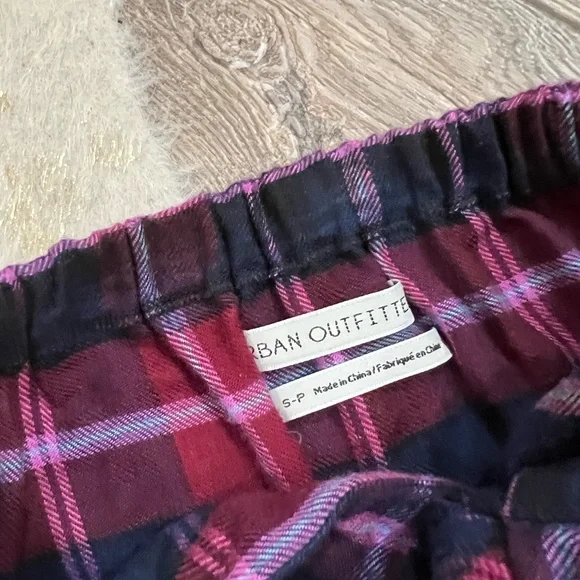 RBAN OUTFITTE
S-P Made in China / Fabriqué en Chine